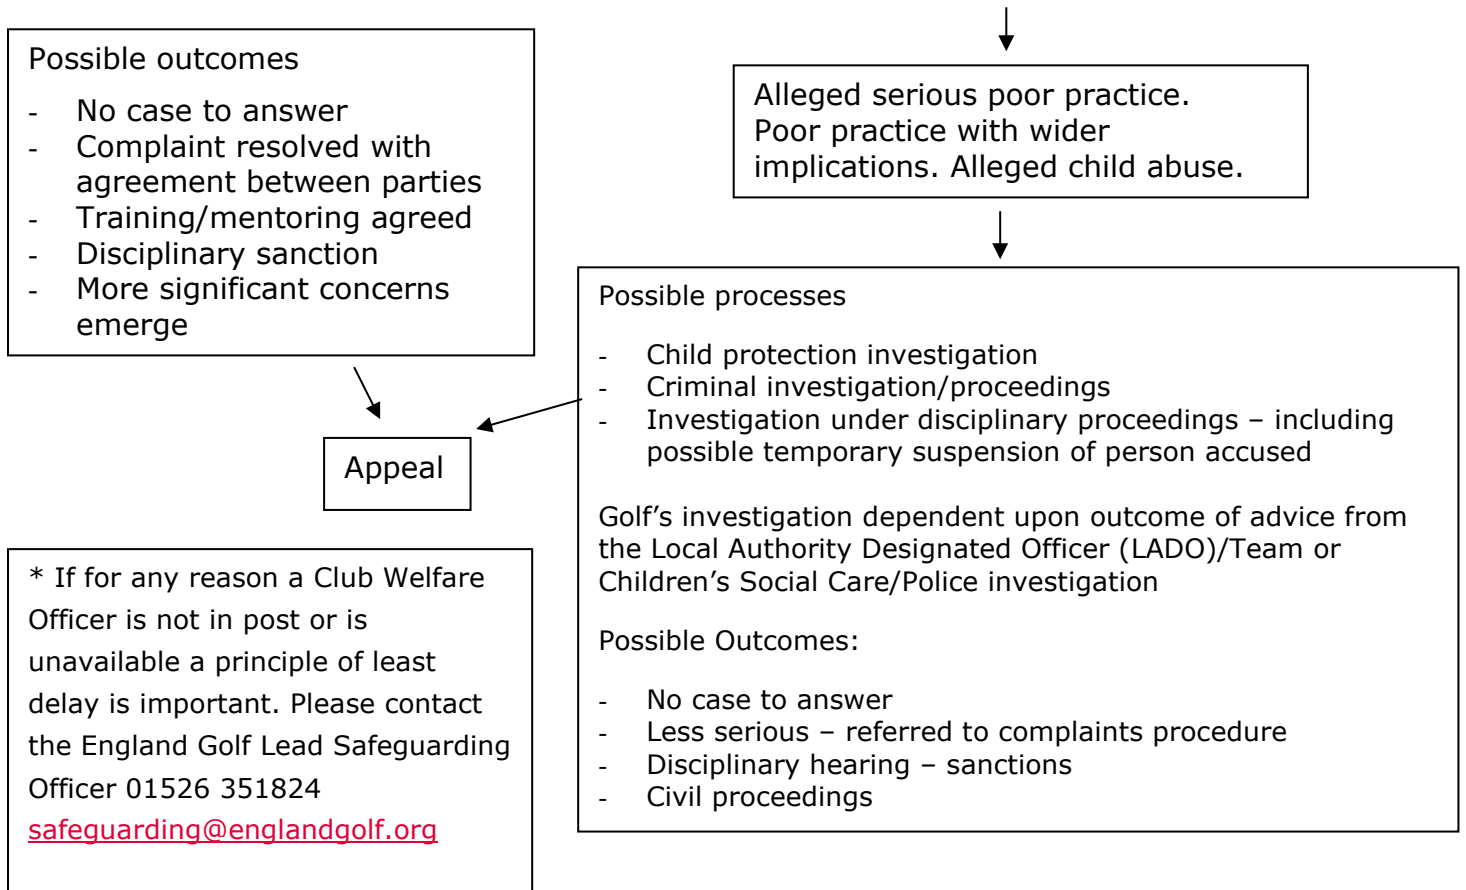 Possible outcomes
- No case to answer
- Complaint resolved with
agreement between parties
- Training/mentoring agreed
- Disciplinary sanction
- More significant concerns
emerge
Alleged serious poor practice.
Poor practice with wider
implications. Alleged child abuse.
Appeal
Possible processes
- Child protection investigation
- Criminal investigation/proceedings
- Investigation under disciplinary proceedings – including
possible temporary suspension of person accused
Golf’s investigation dependent upon outcome of advice from
the Local Authority Designated Officer (LADO)/Team or
Children’s Social Care/Police investigation
Possible Outcomes:
- No case to answer
- Less serious – referred to complaints procedure
- Disciplinary hearing – sanctions
- Civil proceedings
* If for any reason a Club Welfare
Officer is not in post or is
unavailable a principle of least
delay is important. Please contact
the England Golf Lead Safeguarding
Officer 01526 351824
safeguarding@englandgolf.org